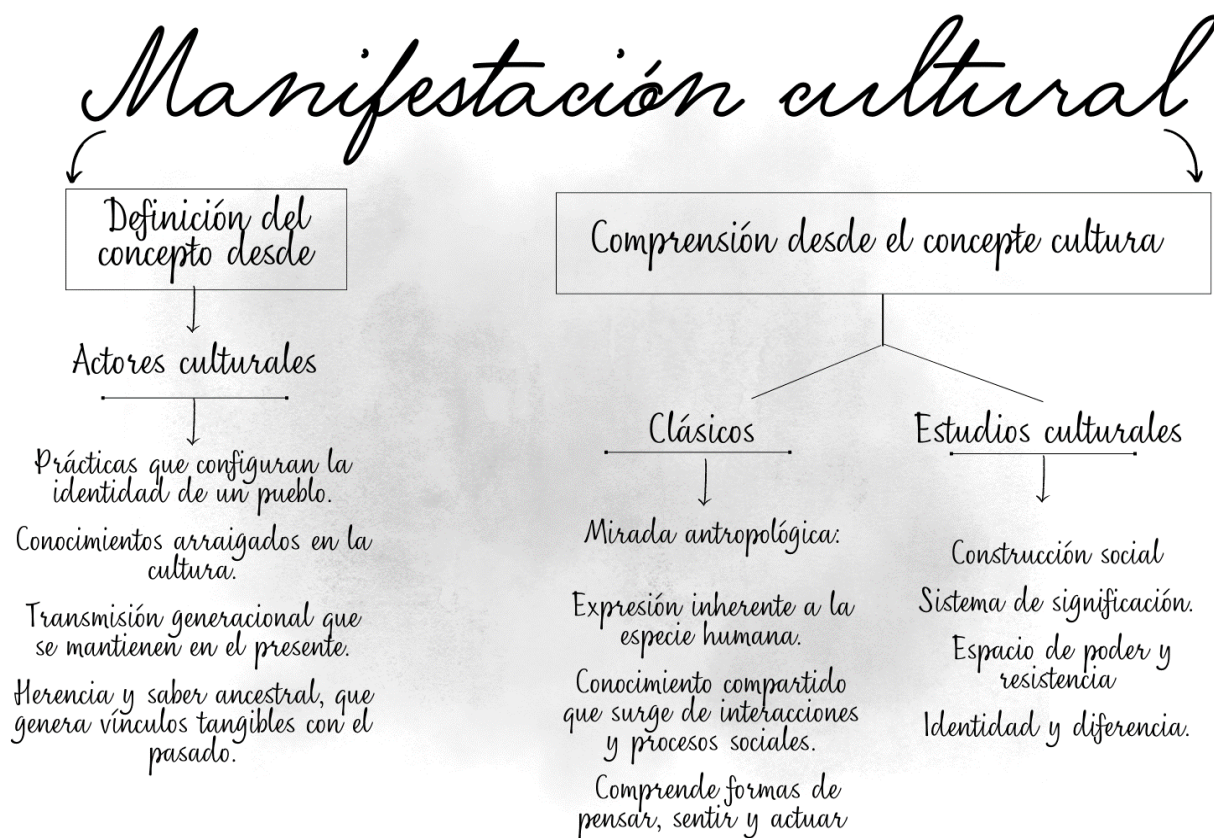 Manifestación cultural
Definición del
concepto desde
Actores culturales
Prácticas que configuran la
identidad de un pueblo.
Conocimientos arraigados en la
cultura.
Transmisión generacional que
se mantienen en el presente.
Herencia y saber ancestral, que
genera vínculos tangibles con el
pasado.
Comprensión desde el concepte cultura
Clásicos
Mirada antropológica:
Expresión inherente a la
especie humana.
Conocimiento compartido
que surge de interacciones
y procesos sociales.
Comprende formas de
pensar, sentir y actuar
Estudios culturales
Construcción social
Sistema de significación.
Espacio de poder y
resistencia
Identidad y diferencia.